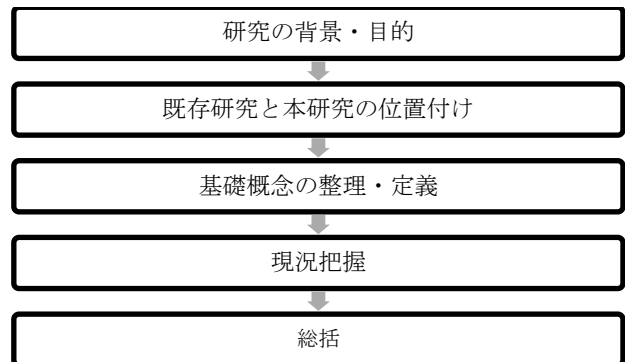 研究の背景・目的
既存研究と本研究の位置付け
基礎概念の整理・定義
現況把握
総括